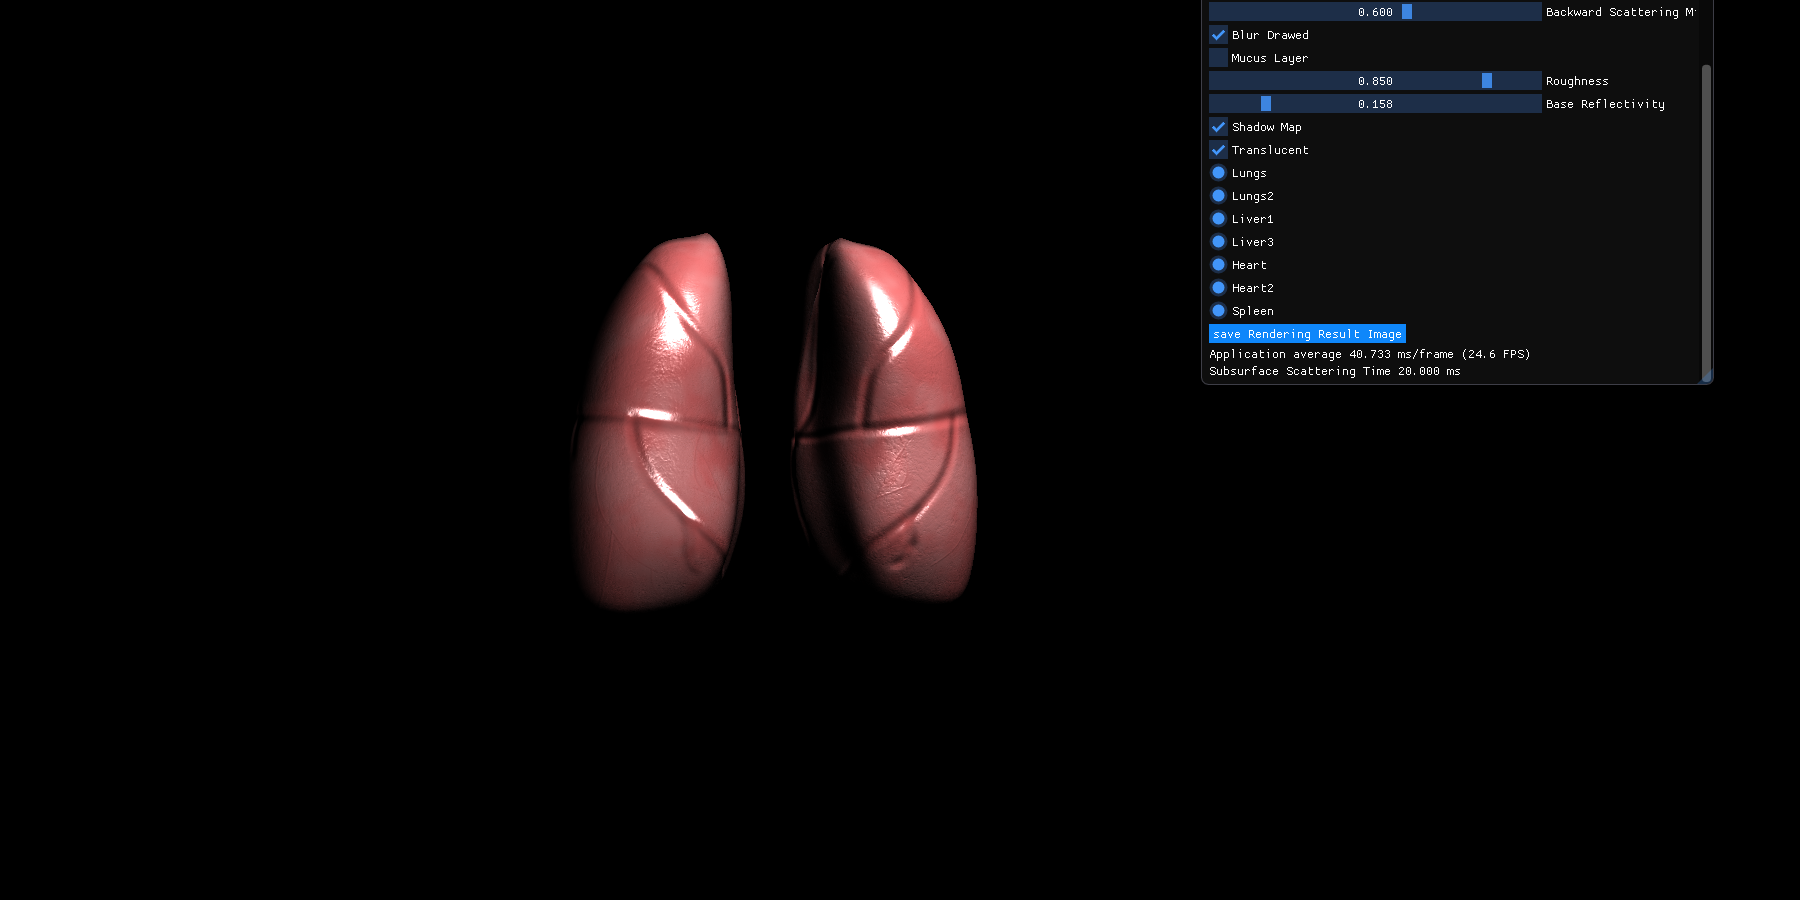 0.600 Backward Scattering M
Blur Drawed
Mucus Layer
0.850 Roughness
0.158 Base Reflectivity
Shadow Map
Translucent
Lungs
Lungs2
Liver1
Liver3
Heart
Heart2
Spleen
save Rendering Result Image
Application average 40.733 ms/frame (24.6 FPS)
Subsurface Scattering Time 20.000 ms